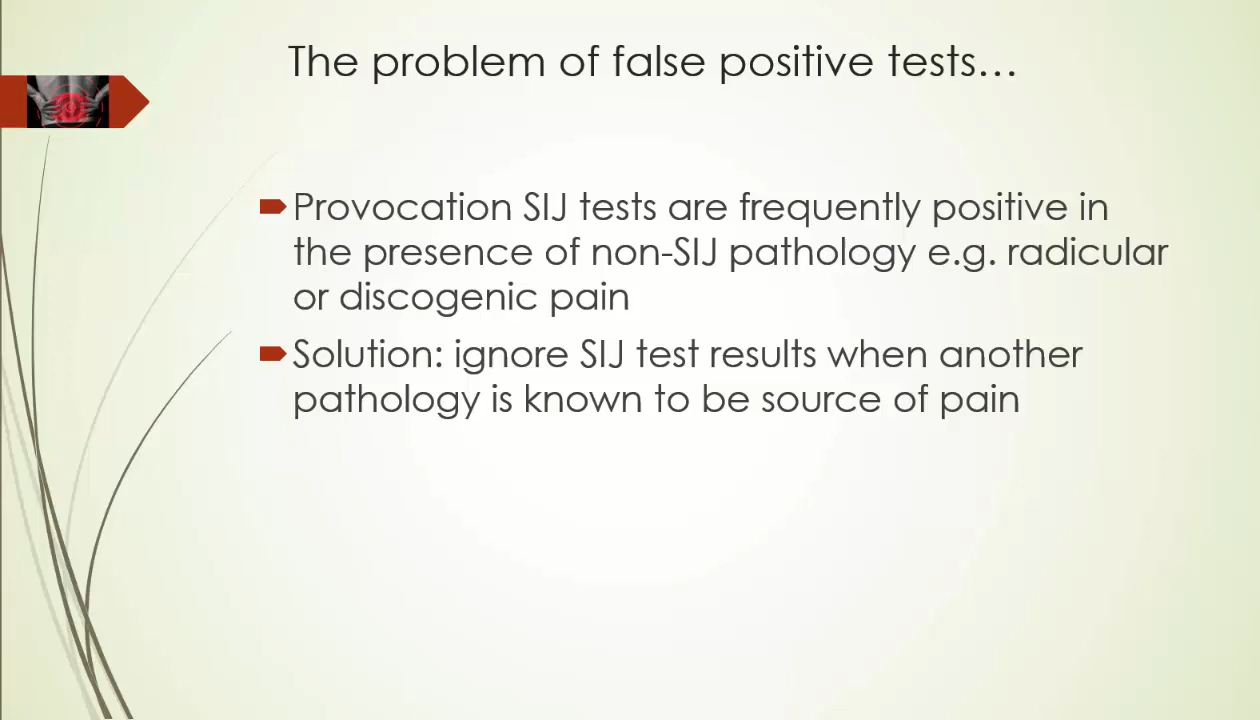 The problem of false positive tests…
Provocation SIJ tests are frequently positive in
the presence of non-SIJ pathology e.g. radicular
or discogenic pain
Solution: ignore SIJ test results when another
pathology is known to be source of pain